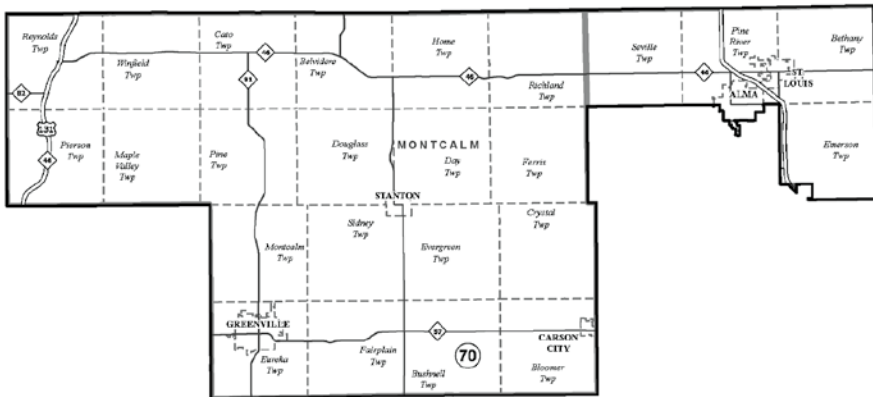 Reynolds
Twp
Winfield
Twp
Cato
Twp
46
Belvidere
Twp
Home
Twp
46
Richland
Twp
Seville
Twp
46
Pine
River
Twp
Bethany
Twp
ST
LOUIS
ALMA
82
91
131
46
Pierson
Twp
Maple
Valley
Twp
Pine
Twp
Douglass
Twp
MONTCALM
Day
Twp
Ferris
Twp
Emerson
Twp
STANTON
Montcalm
Twp
Sidney
Twp
Evergreen
Twp
Crystal
Twp
GREENVILLE
57
CARSON
CITY
Eureka
Twp
Fairplain
Twp
70
Bushnell
Twp
Bloomer
Twp